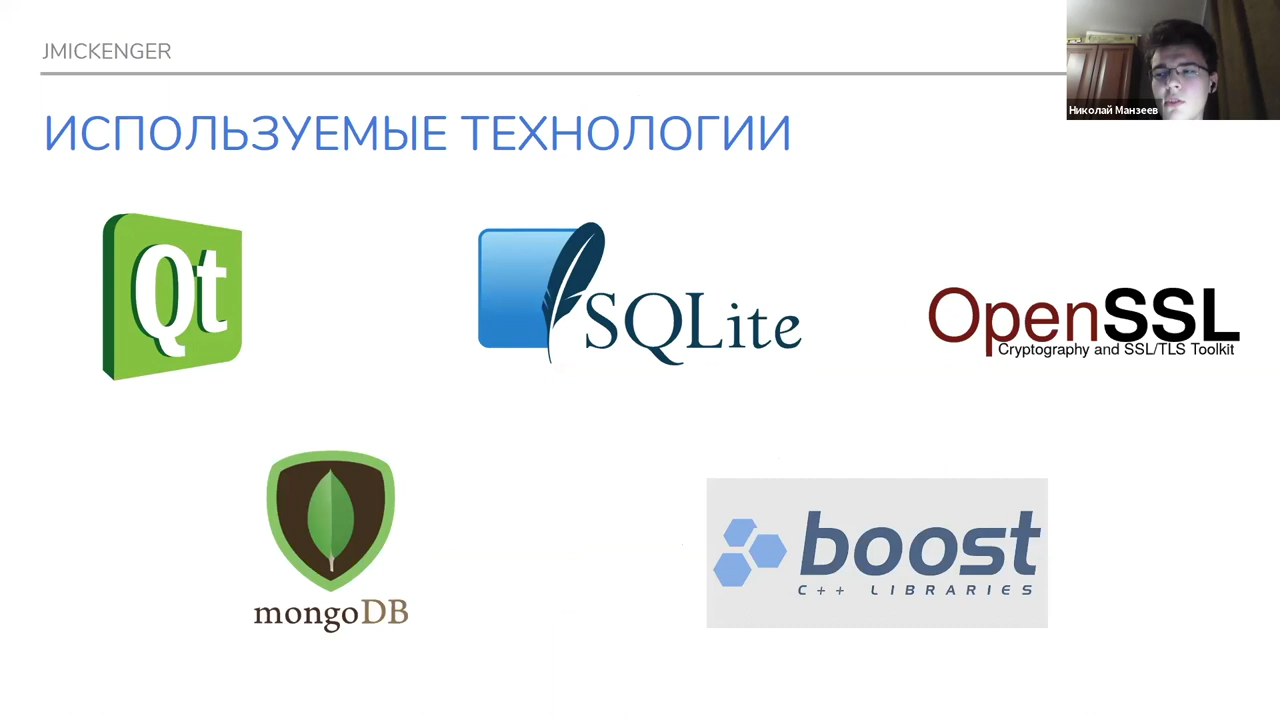 JMICKENGER
Николай Манзеев
ИСПОЛЬЗУЕМЫЕ ТЕХНОЛОГИИ
Qt
SQLite
OpenSSL
Cryptography and SSL/TLS Toolkit
mongoDB
boost
C++ LIBRARIES